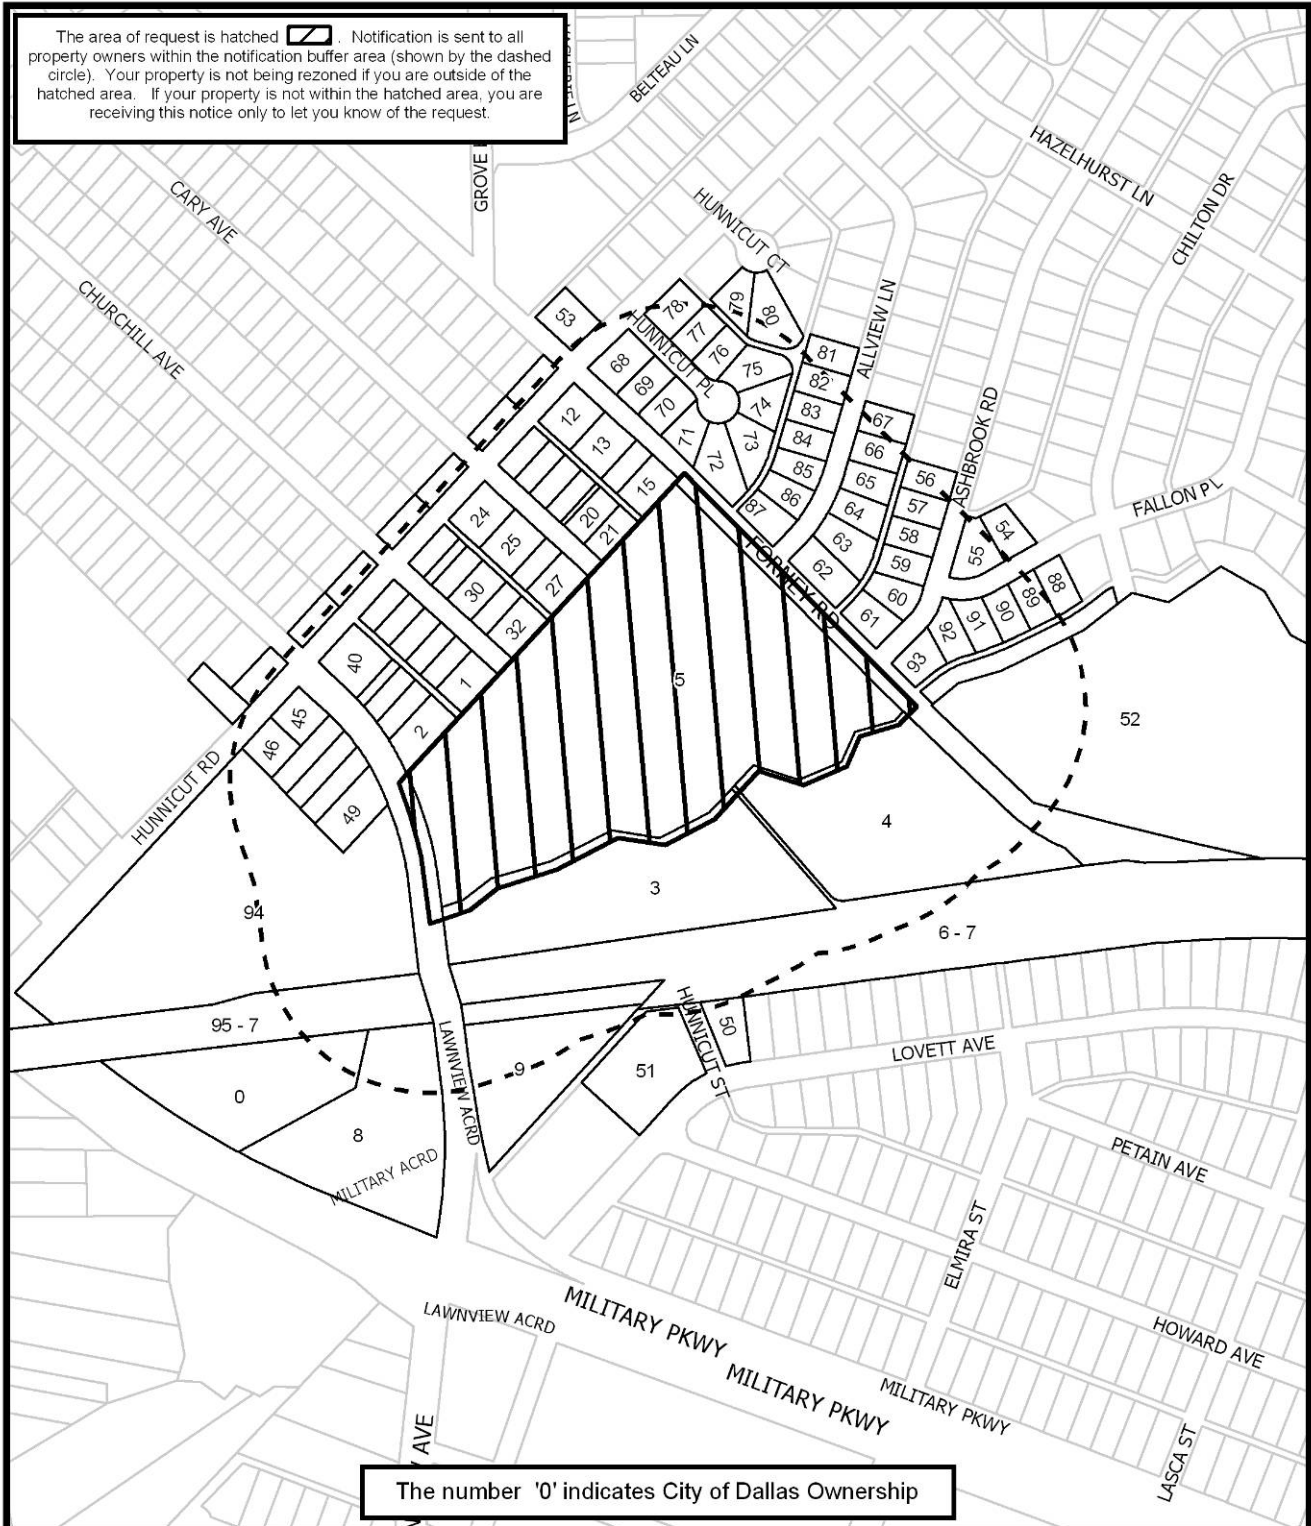 The area of request is hatched . Notification is sent to all
property owners within the notification buffer area (shown by the dashed
circle). Your property is not being rezoned if you are outside of the
hatched area. If your property is not within the hatched area, you are
receiving this notice only to let you know of the request.
BELTEAU LN
LN
GROVE
HAZELHURST LN
CHILTON DR
CARY AVE
CHURCHILL AVE
HUNNICUT CT
ALLVIEW LN
ASHBROOK RD
FALLON PL
HUNNICUT PL
FORNEY RD
HUNNICUT RD
53
78
79
80
77
76
75
74
73
72
71
70
69
68
81
82
83
84
85
86
87
67
66
65
64
63
62
56
57
58
59
60
61
54
55
88
89
90
91
92
93
12
13
15
20
21
24
25
27
30
32
40
1
2
45
46
49
5
52
4
3
94
6 - 7
95 - 7
0
8
9
51
50
HUNNICUT ST
LAWNVIEW ACRD
MILITARY ACRD
LOVETT AVE
PETAIN AVE
ELMIRA ST
HOWARD AVE
LAWNVIEW ACRD
MILITARY PKWY
MILITARY PKWY
MILITARY PKWY
LASCA ST
AVE
The number '0' indicates City of Dallas Ownership